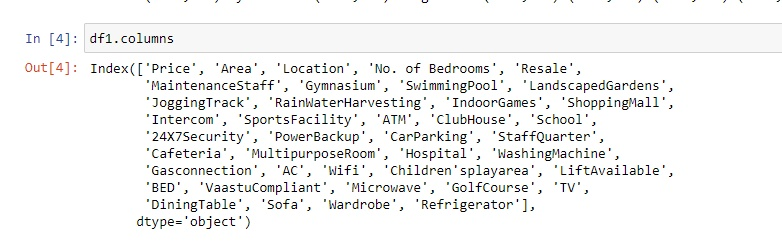 In [4]: df1.columns
Out[4]: Index(['Price', 'Area', 'Location', 'No. of Bedrooms', 'Resale',
'MaintenanceStaff', 'Gymnasium', 'SwimmingPool', 'LandscapedGardens',
'JoggingTrack', 'RainWaterHarvesting', 'IndoorGames', 'ShoppingMall',
'Intercom', 'SportsFacility', 'ATM', 'ClubHouse', 'School',
'24X7Security', 'PowerBackup', 'CarParking', 'StaffQuarter',
'Cafeteria', 'MultipurposeRoom', 'Hospital', 'WashingMachine',
'Gasconnection', 'AC', 'Wifi', 'Children'splayarea', 'LiftAvailable',
'BED', 'VaastuCompliant', 'Microwave', 'GolfCourse', 'TV',
'DiningTable', 'Sofa', 'Wardrobe', 'Refrigerator'],
dtype='object')